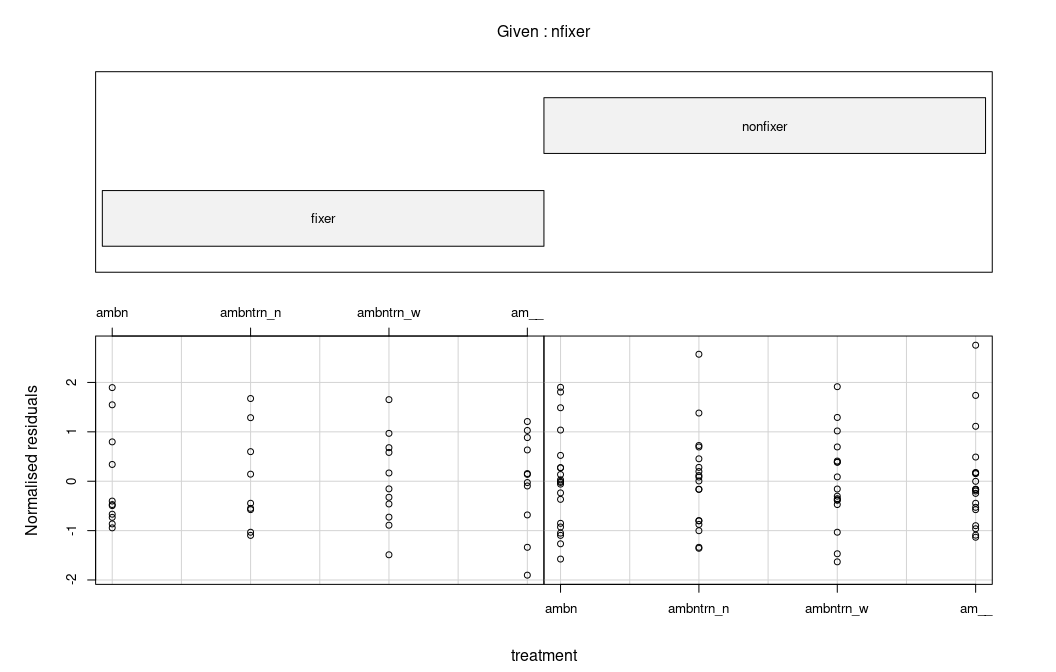 Given : nfixer
nonfixer
fixer
ambn ambntrn_n ambntrn_w am__
Normalised residuals
2
1
0
-1
-2
ambn ambntrn_n ambntrn_w am__
treatment